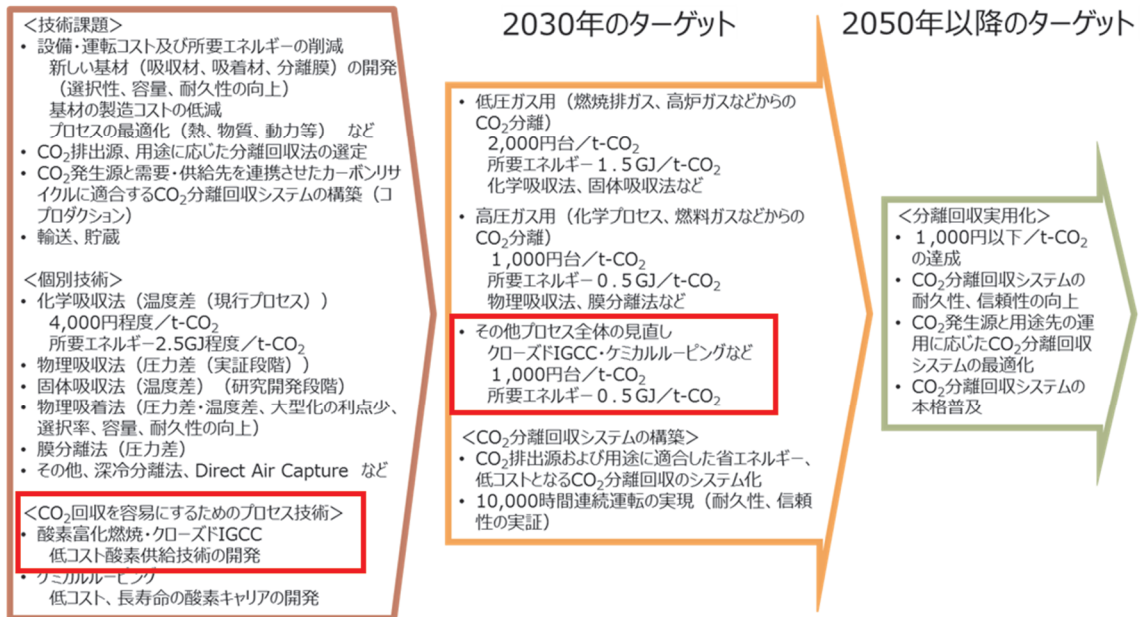 <技術課題>
• 設備・運転コスト及び所要エネルギーの削減
新しい基材（吸収材、吸着材、分離膜）の開発
（選択性、容量、耐久性の向上）
基材の製造コストの低減
プロセスの最適化（熱、物質、動力等） など
• CO₂排出源、用途に応じた分離回収法の選定
• CO₂発生源と需要・供給先を連携させたカーボンリサ
イクルに適合するCO₂分離回収システムの構築（コ
プロダクション）
• 輸送、貯蔵
<個別技術>
• 化学吸収法（温度差（現行プロセス））
4,000円程度／t-CO₂
所要エネルギー2.5GJ程度／t-CO₂
• 物理吸収法（圧力差（実証段階））
• 固体吸収法（温度差）（研究開発段階）
• 物理吸着法（圧力差・温度差、大型化の利点少、
選択率、容量、耐久性の向上）
• 膜分離法（圧力差）
• その他、深冷分離法、Direct Air Capture など
<CO₂回収を容易にするためのプロセス技術>
• 酸素富化燃焼・クローズドIGCC
低コスト酸素供給技術の開発
• ケミカルルーピング
低コスト、長寿命の酸素キャリアの開発
2030年のターゲット
• 低圧ガス用（燃焼排ガス、高炉ガスなどからの
CO₂分離）
2,000円台／t-CO₂
所要エネルギー1.5GJ／t-CO₂
化学吸収法、固体吸収法など
• 高圧ガス用（化学プロセス、燃料ガスなどからの
CO₂分離）
1,000円台／t-CO₂
所要エネルギー0.5GJ／t-CO₂
物理吸収法、膜分離法など
• その他プロセス全体の見直し
クローズドIGCC・ケミカルルーピングなど
1,000円台／t-CO₂
所要エネルギー0.5GJ／t-CO₂
<CO₂分離回収システムの構築>
• CO₂排出源および用途に適合した省エネルギー、
低コストとなるCO₂分離回収のシステム化
• 10,000時間連続運転の実現（耐久性、信頼
性の実証）
2050年以降のターゲット
<分離回収実用化>
• 1,000円以下／t-CO₂
の達成
• CO₂分離回収システムの
耐久性、信頼性の向上
• CO₂発生源と用途先の運
用に応じたCO₂分離回収
システムの最適化
• CO₂分離回収システムの
本格普及